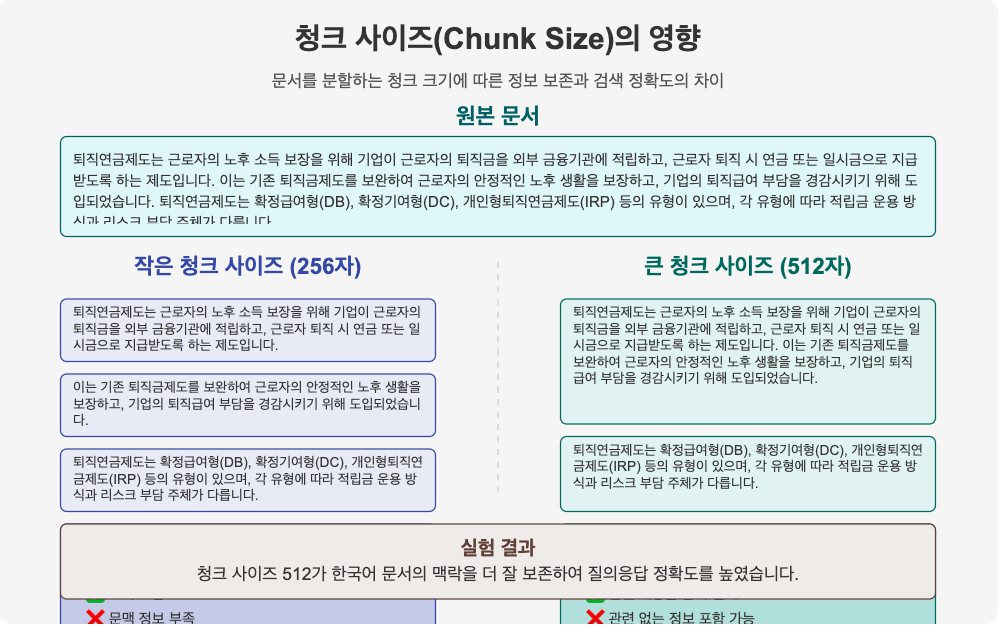 청크 사이즈(Chunk Size)의 영향
문서를 분할하는 청크 크기에 따른 정보 보존과 검색 정확도의 차이
원본 문서
퇴직연금제도는 근로자의 노후 소득 보장을 위해 기업이 근로자의 퇴직금을 외부 금융기관에 적립하고, 근로자 퇴직 시 연금 또는 일시금으로 지급
받도록 하는 제도입니다. 이는 기존 퇴직금제도를 보완하여 근로자의 안정적인 노후 생활을 보장하고, 기업의 퇴직급여 부담을 경감시키기 위해 도
입되었습니다. 퇴직연금제도는 확정급여형(DB), 확정기여형(DC), 개인형퇴직연금제도(IRP) 등의 유형이 있으며, 각 유형에 따라 적립금 운용 방
식과 리스크 부담 주체가 다릅니다.
작은 청크 사이즈 (256자)
퇴직연금제도는 근로자의 노후 소득 보장을 위해 기업이 근로자의
퇴직금을 외부 금융기관에 적립하고, 근로자 퇴직 시 연금 또는 일
시금으로 지급받도록 하는 제도입니다.
이는 기존 퇴직금제도를 보완하여 근로자의 안정적인 노후 생활을
보장하고, 기업의 퇴직급여 부담을 경감시키기 위해 도입되었습니
다.
퇴직연금제도는 확정급여형(DB), 확정기여형(DC), 개인형퇴직연
금제도(IRP) 등의 유형이 있으며, 각 유형에 따라 적립금 운용 방
식과 리스크 부담 주체가 다릅니다.
큰 청크 사이즈 (512자)
퇴직연금제도는 근로자의 노후 소득 보장을 위해 기업이 근로자의
퇴직금을 외부 금융기관에 적립하고, 근로자 퇴직 시 연금 또는 일
시금으로 지급받도록 하는 제도입니다. 이는 기존 퇴직금제도를
보완하여 근로자의 안정적인 노후 생활을 보장하고, 기업의 퇴직
급여 부담을 경감시키기 위해 도입되었습니다.
퇴직연금제도는 확정급여형(DB), 확정기여형(DC), 개인형퇴직연
금제도(IRP) 등의 유형이 있으며, 각 유형에 따라 적립금 운용 방
식과 리스크 부담 주체가 다릅니다.
실험 결과
청크 사이즈 512가 한국어 문서의 맥락을 더 잘 보존하여 질의응답 정확도를 높였습니다.
❌ 문맥 정보 부족
❌ 관련 없는 정보 포함 가능